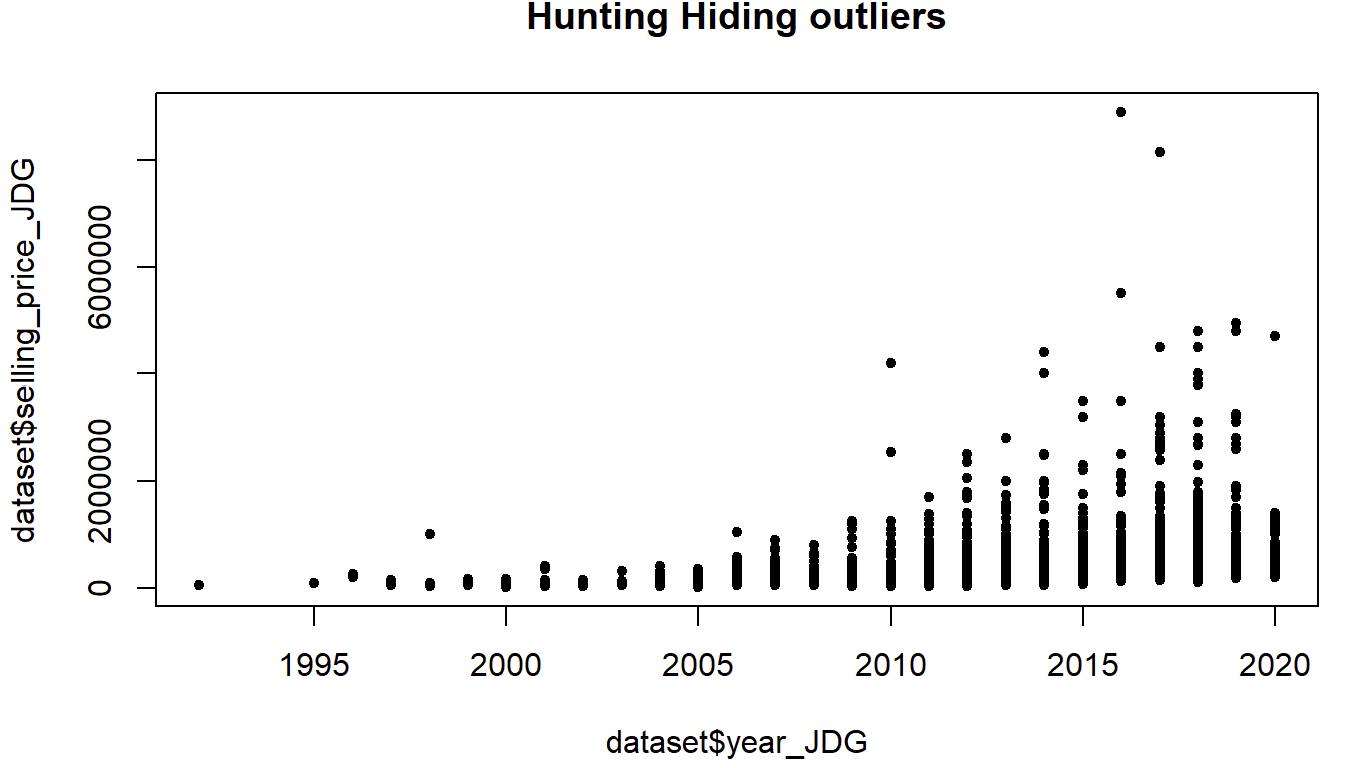 Hunting Hiding outliers
dataset$selling_price_JDG
6000000
2000000
0
1995 2000 2005 2010 2015 2020
dataset$year_JDG